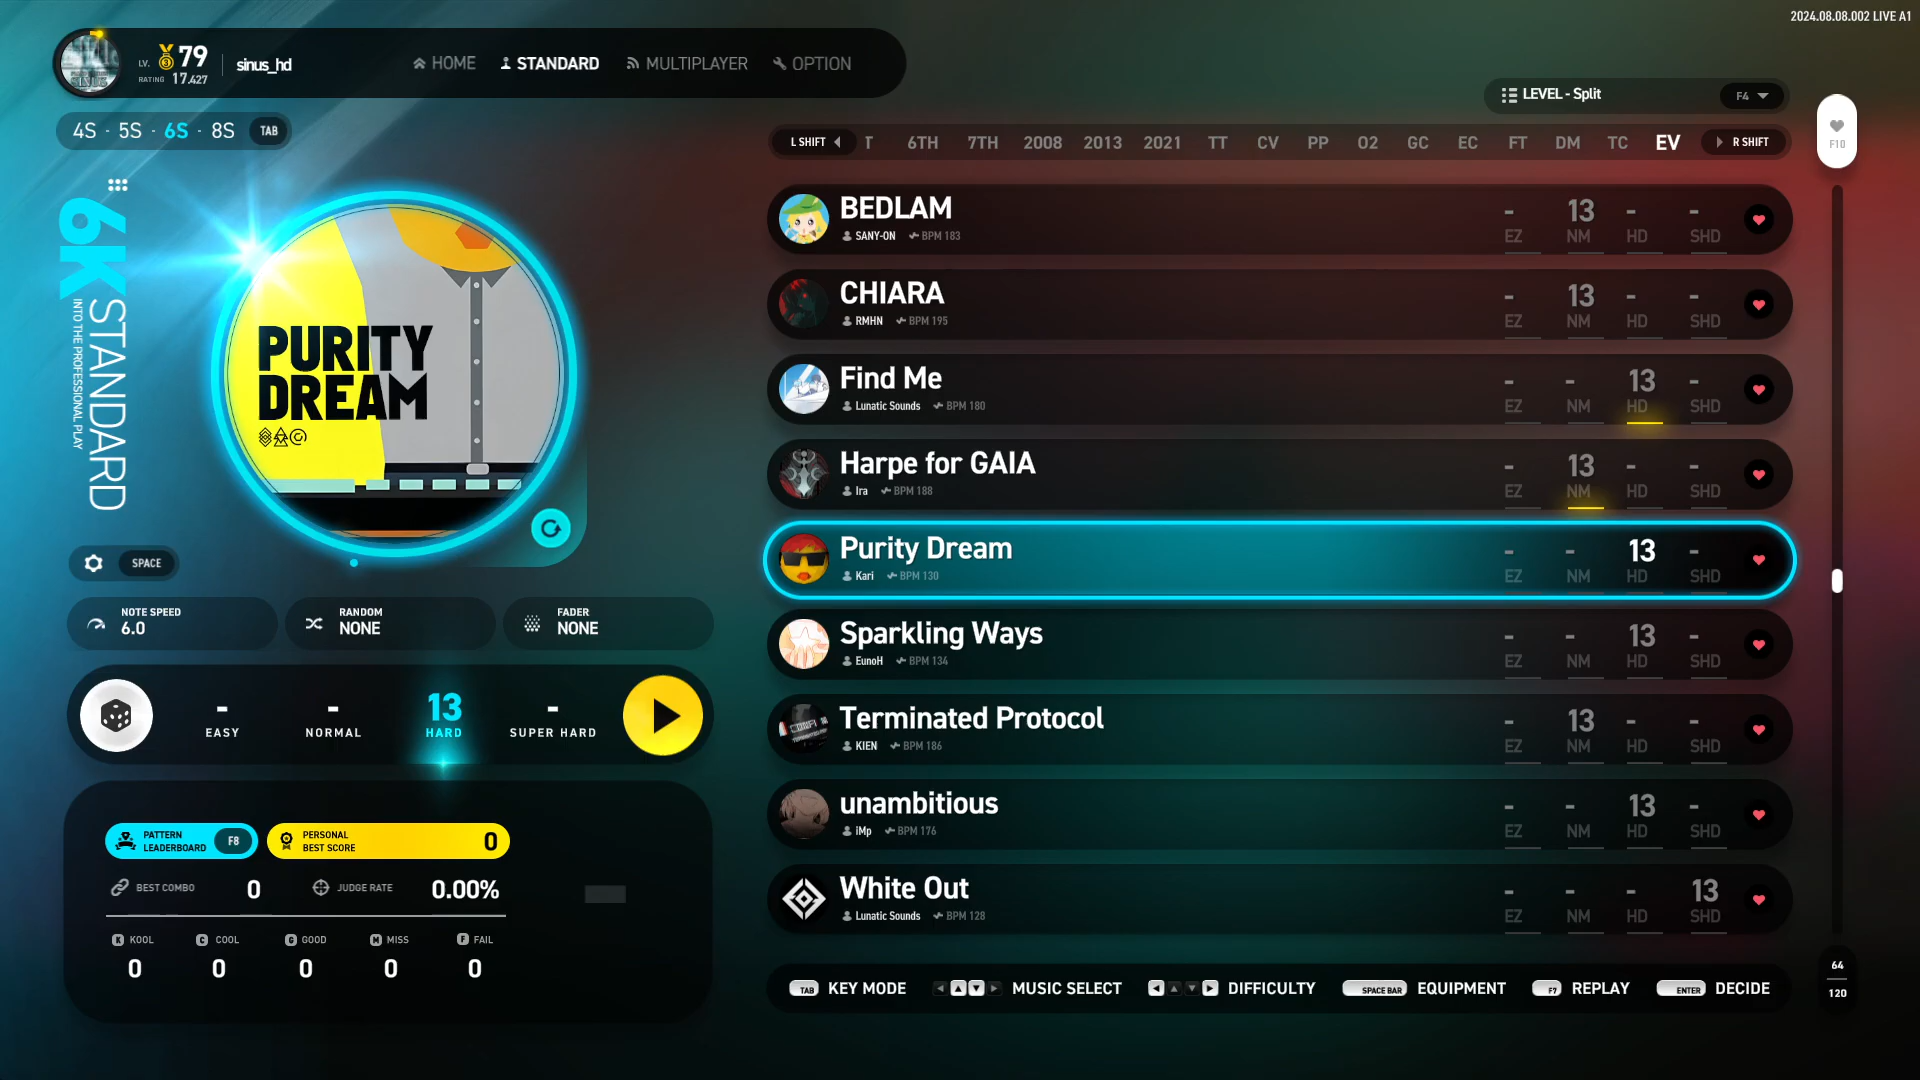 2024.08.08.002 LIVE A1
LV. 3 79
RATING 17.427
sinus_hd
HOME STANDARD MULTIPLAYER OPTION
LEVEL - Split F4
4S · 5S · 6S · 8S TAB
L SHIFT T 6TH 7TH 2008 2013 2021 TT CV PP O2 GC EC FT DM TC EV R SHIFT
F10
6K STANDARD
INTO THE PROFESSIONAL PLAY
PURITY
DREAM
SPACE
NOTE SPEED
6.0
RANDOM
NONE
FADER
NONE
- EASY
- NORMAL
13 HARD
- SUPER HARD
PATTERN
LEADERBOARD F8
PERSONAL
BEST SCORE 0
BEST COMBO 0 JUDGE RATE 0.00%
K KOOL C COOL G GOOD M MISS F FAIL
0 0 0 0 0
BEDLAM
SANY-ON BPM 183
- 13 - -
EZ NM HD SHD
CHIARA
RMHN BPM 195
- 13 - -
EZ NM HD SHD
Find Me
Lunatic Sounds BPM 180
- - 13 -
EZ NM HD SHD
Harpe for GAIA
Ira BPM 188
- 13 - -
EZ NM HD SHD
Purity Dream
Kari BPM 130
- - 13 -
EZ NM HD SHD
Sparkling Ways
EunoH BPM 134
- - 13 -
EZ NM HD SHD
Terminated Protocol
KIEN BPM 186
- 13 - -
EZ NM HD SHD
unambitious
iMp BPM 176
- - 13 -
EZ NM HD SHD
White Out
Lunatic Sounds BPM 128
- - - 13
EZ NM HD SHD
TAB KEY MODE MUSIC SELECT DIFFICULTY SPACE BAR EQUIPMENT F7 REPLAY ENTER DECIDE
64
120